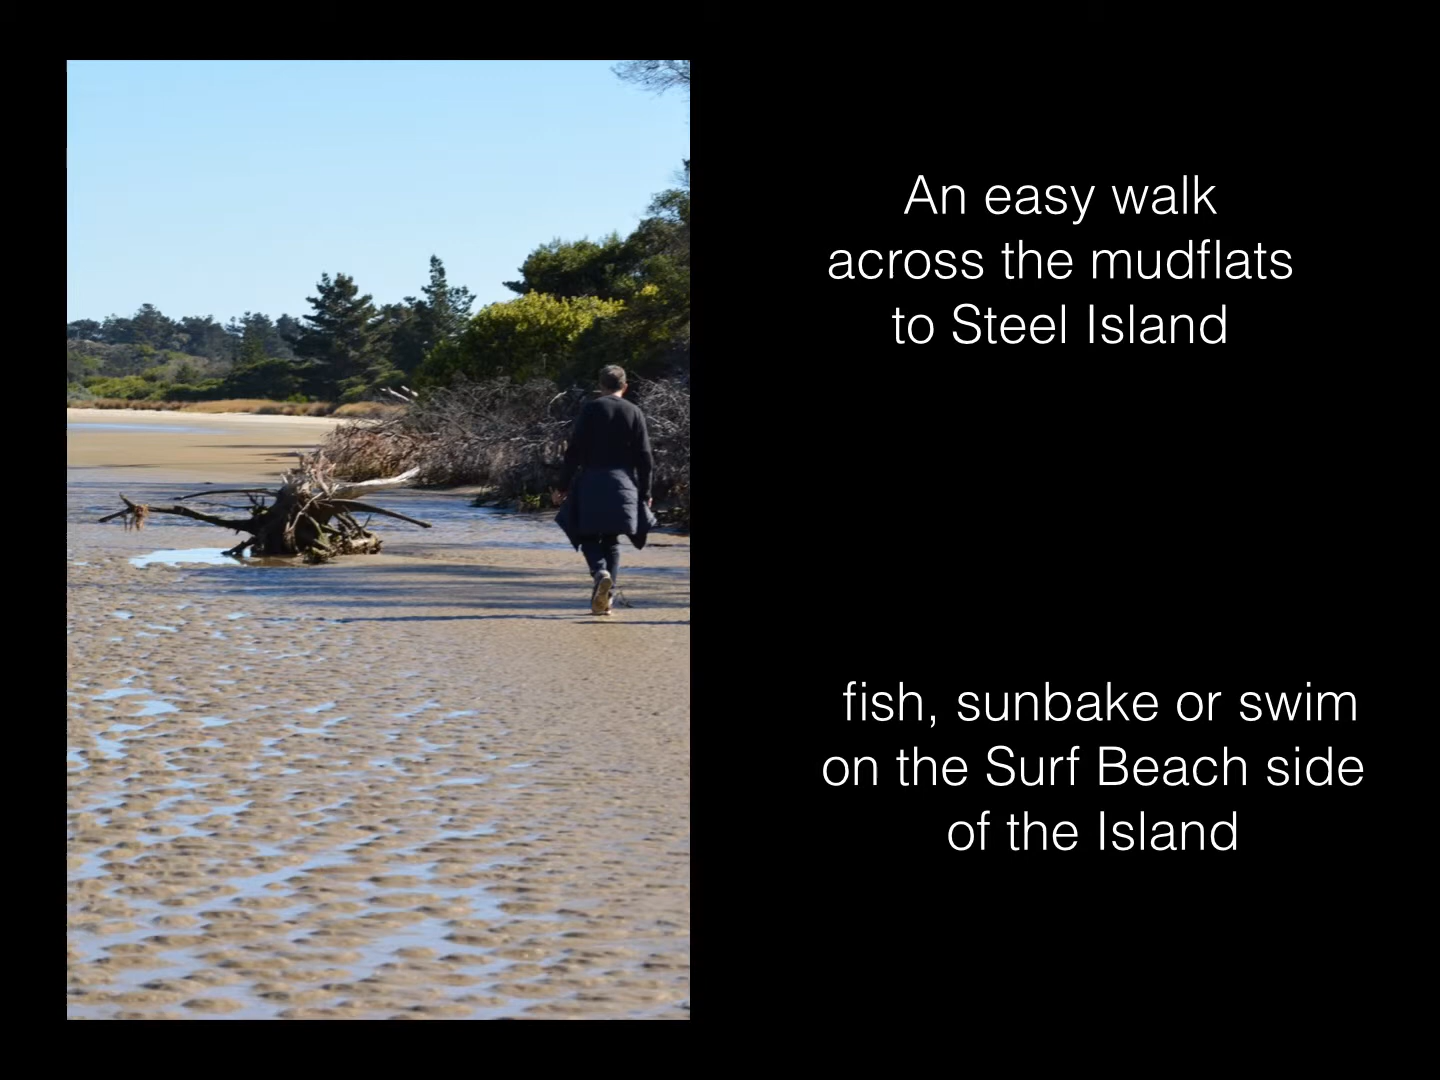 An easy walk
across the mudflats
to Steel Island
fish, sunbake or swim
on the Surf Beach side
of the Island